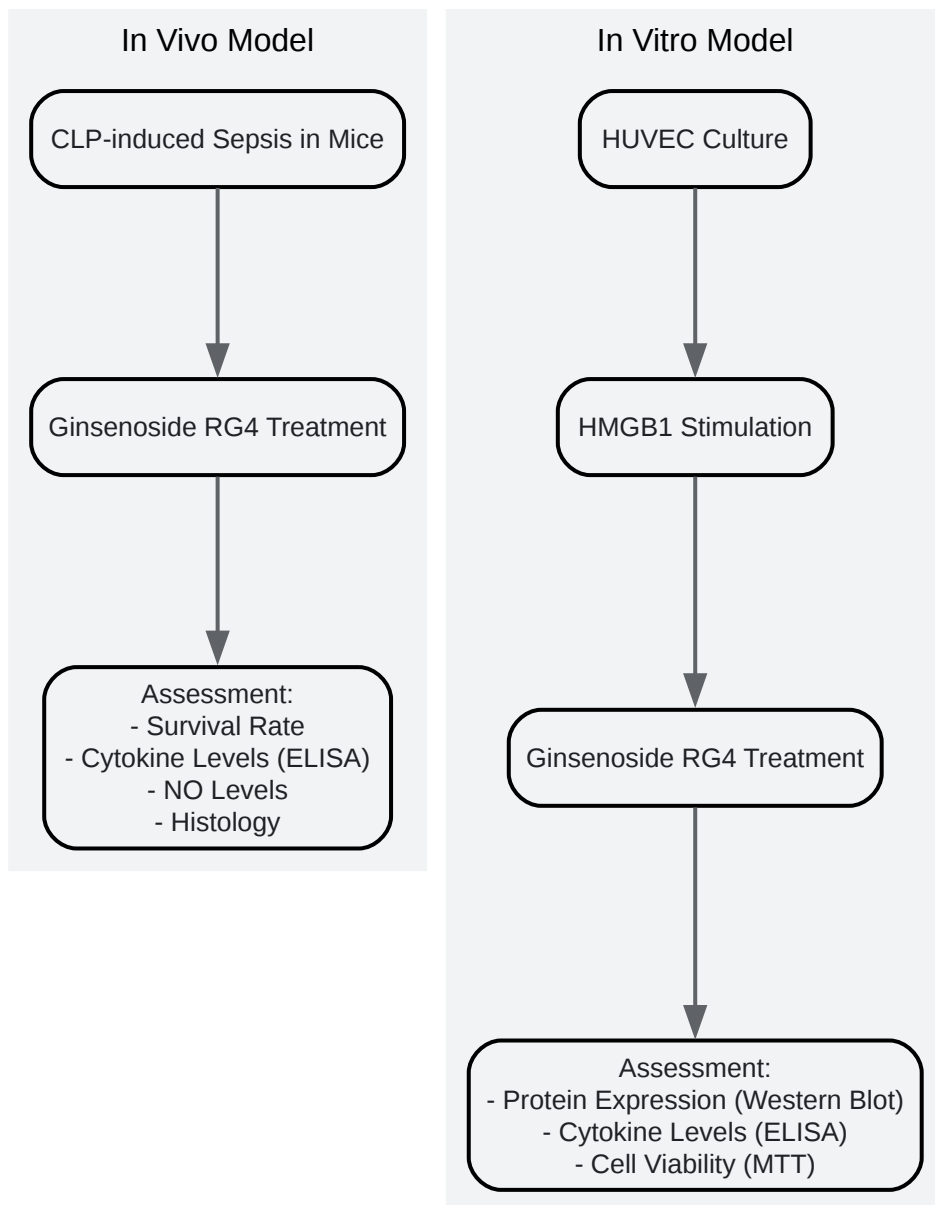 In Vivo Model
CLP-induced Sepsis in Mice
Ginsenoside RG4 Treatment
Assessment:
- Survival Rate
- Cytokine Levels (ELISA)
- NO Levels
- Histology
In Vitro Model
HUVEC Culture
HMGB1 Stimulation
Ginsenoside RG4 Treatment
Assessment:
- Protein Expression (Western Blot)
- Cytokine Levels (ELISA)
- Cell Viability (MTT)